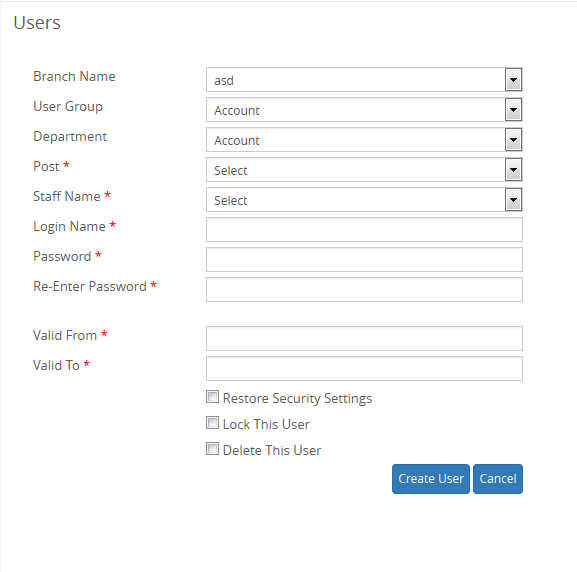 Users
Branch Name asd
User Group Account
Department Account
Post * Select
Staff Name * Select
Login Name *
Password *
Re-Enter Password *
Valid From *
Valid To *
Restore Security Settings
Lock This User
Delete This User
Create User Cancel